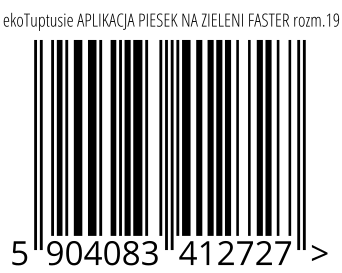 ekoTuptusie APLIKACJA PIESEK NA ZIELENI FASTER rozm.19
5 904083 412727 >